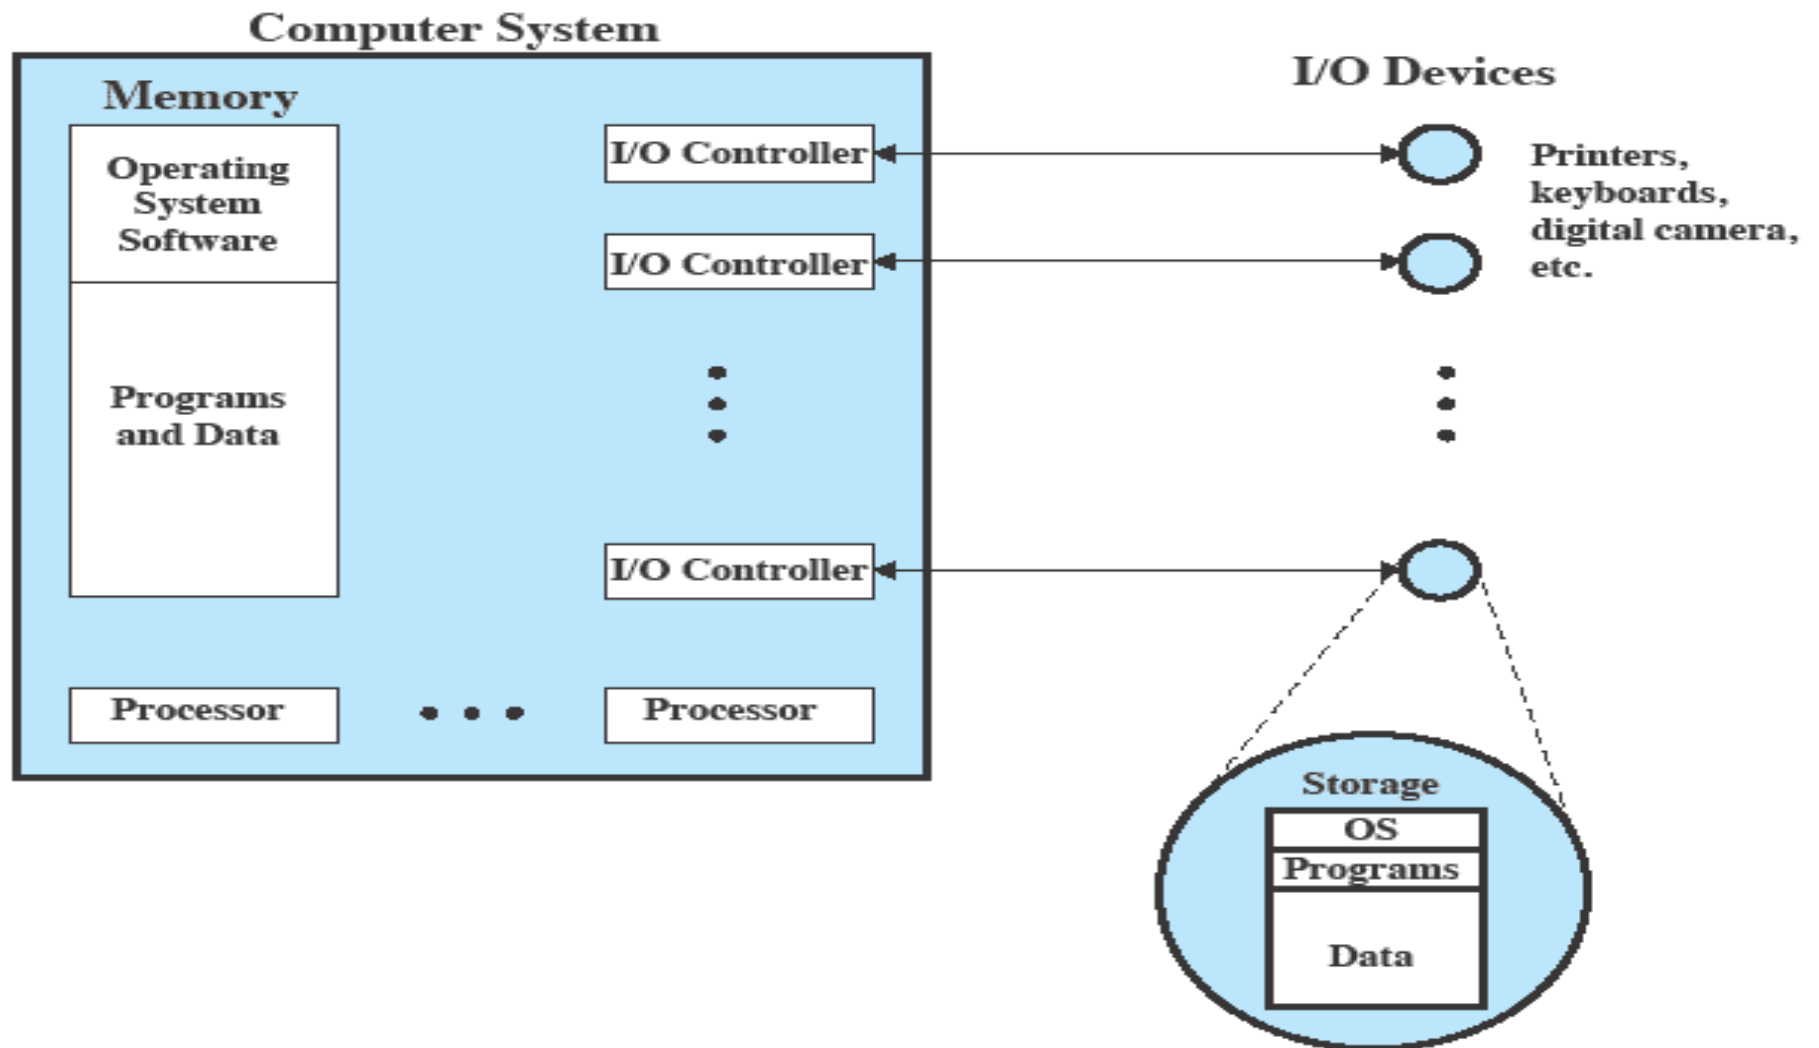 Computer System
Memory
Operating
System
Software
Programs
and Data
I/O Controller
I/O Controller
I/O Controller
Processor
Processor
I/O Devices
Printers,
keyboards,
digital camera,
etc.
Storage
OS
Programs
Data